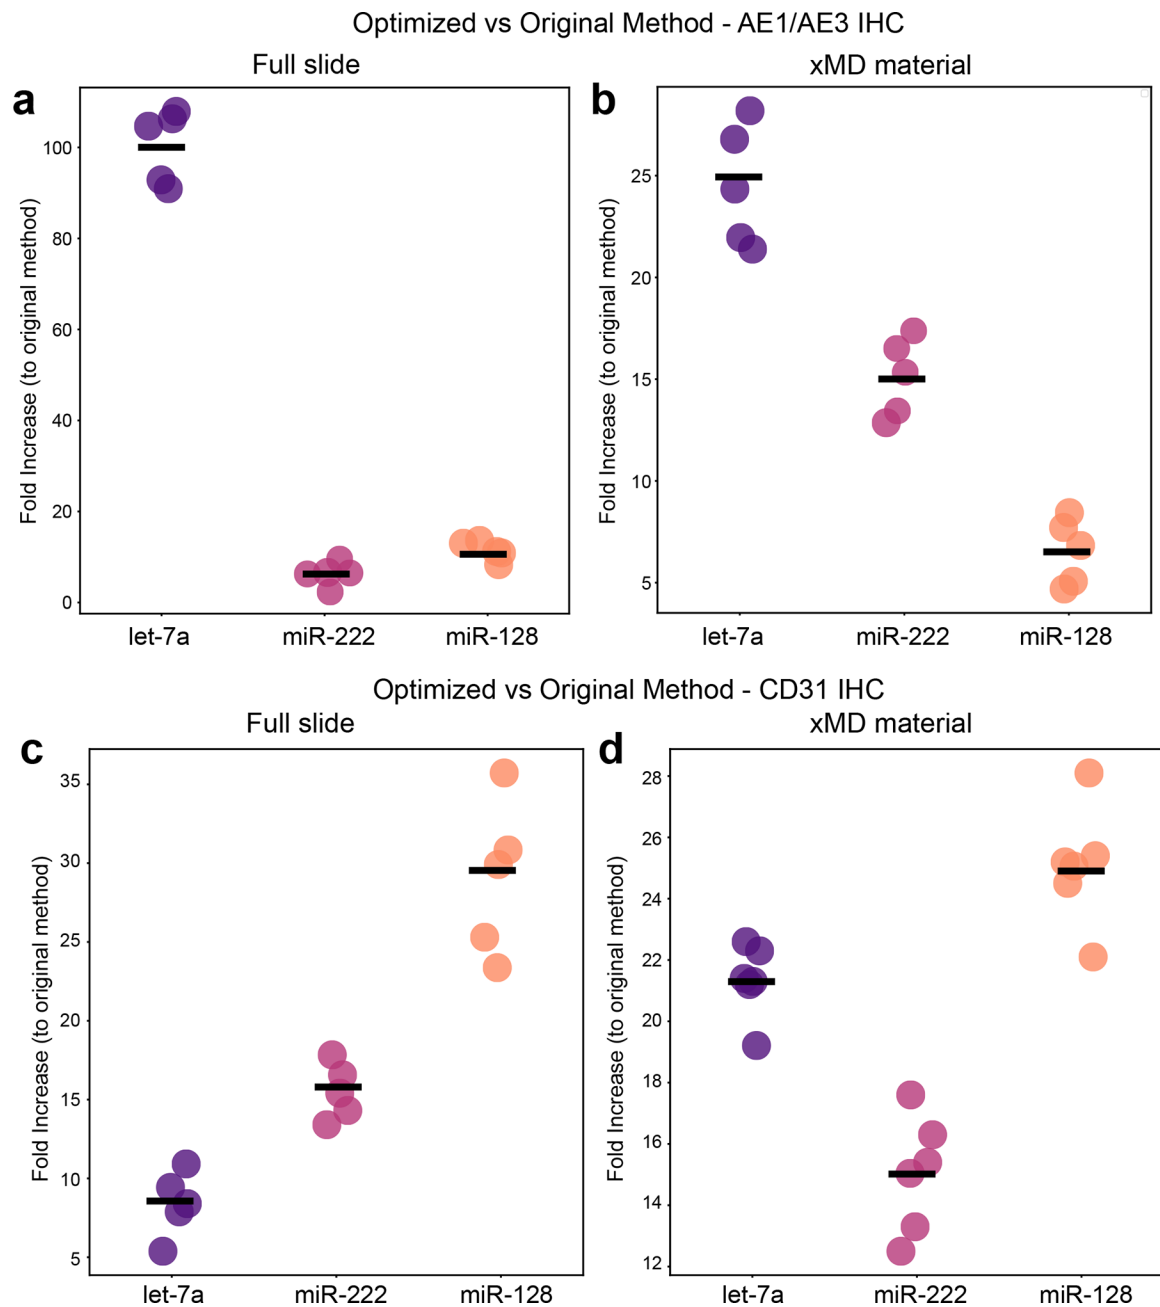 Optimized vs Original Method - AE1/AE3 IHC
Full slide
xMD material
a
b
Fold Increase (to original method)
100
80
60
40
20
0
let-7a
miR-222
miR-128
Fold Increase (to original method)
25
20
15
10
5
let-7a
miR-222
miR-128
Optimized vs Original Method - CD31 IHC
Full slide
xMD material
c
d
Fold Increase (to original method)
35
30
25
20
15
10
5
let-7a
miR-222
miR-128
Fold Increase (to original method)
28
26
24
22
20
18
16
14
12
let-7a
miR-222
miR-128